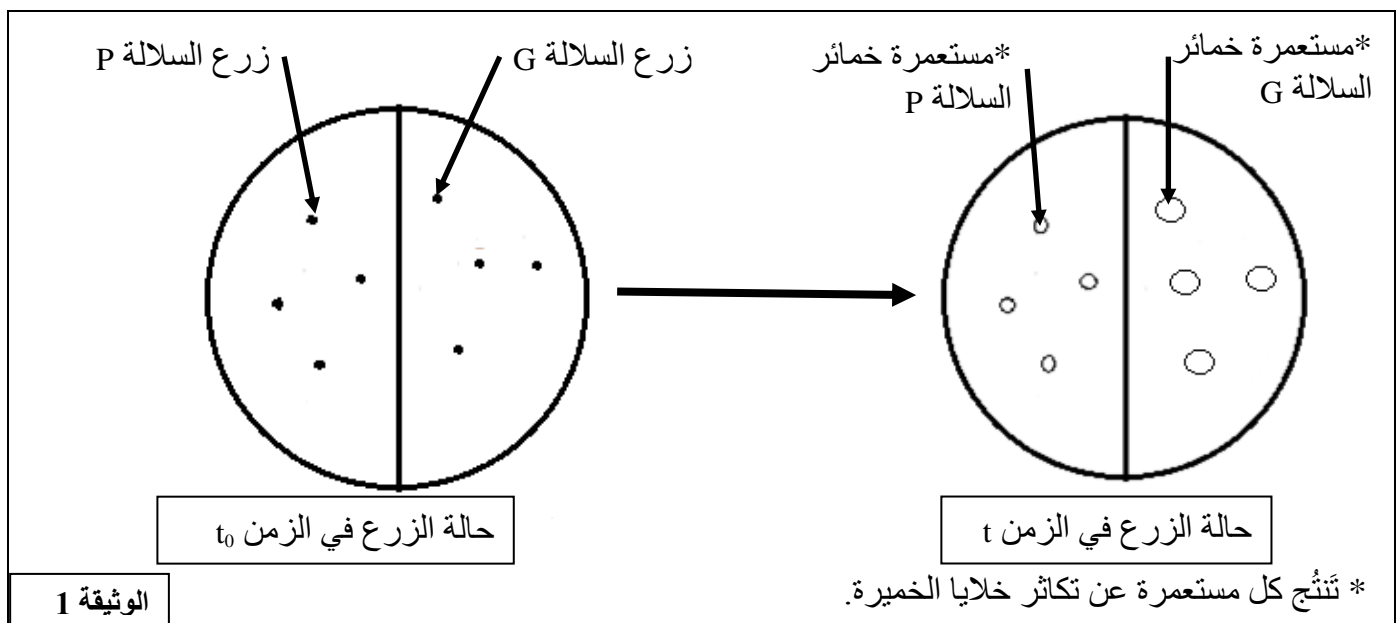 زرع السلالة P
زرع السلالة G
*مستعمرة خمائر
السلالة P
*مستعمرة خمائر
السلالة G
حالة الزرع في الزمن t₀
حالة الزرع في الزمن t
* تَنتُج كل مستعمرة عن تكاثر خلايا الخميرة.
الوثيقة 1